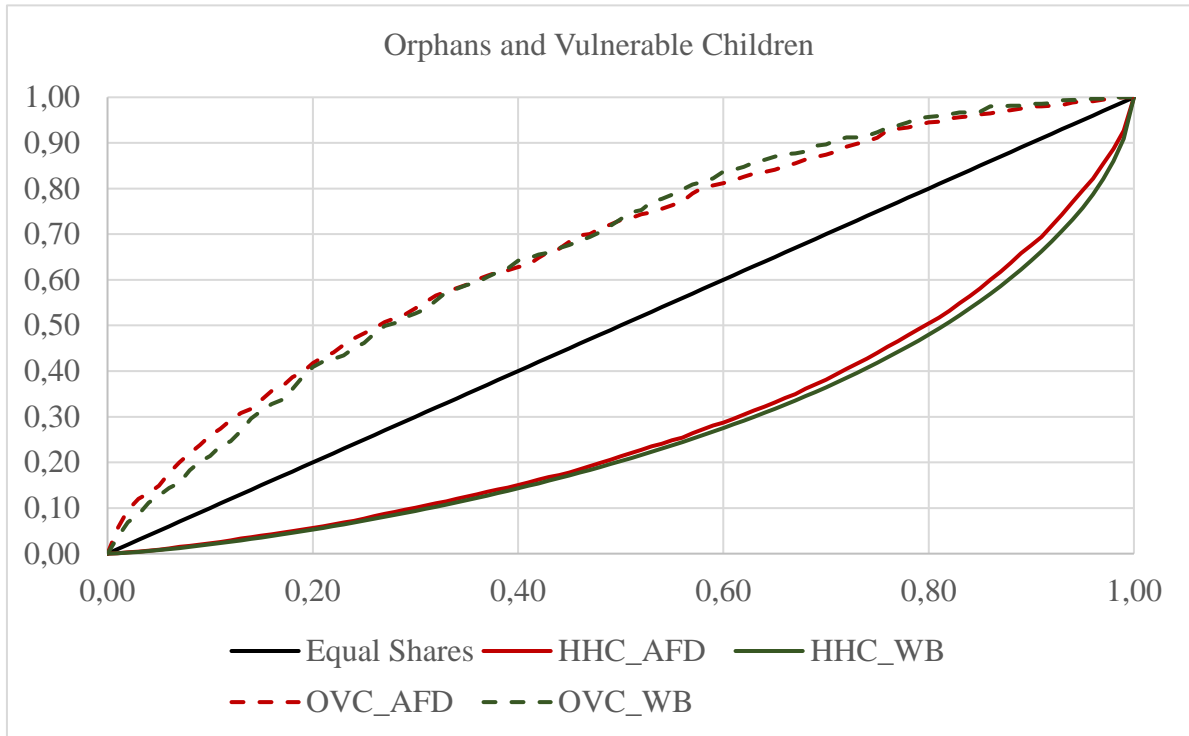 Orphans and Vulnerable Children
1,00
0,90
0,80
0,70
0,60
0,50
0,40
0,30
0,20
0,10
0,00
0,00 0,20 0,40 0,60 0,80 1,00
Equal Shares HHC_AFD HHC_WB
OVC_AFD OVC_WB